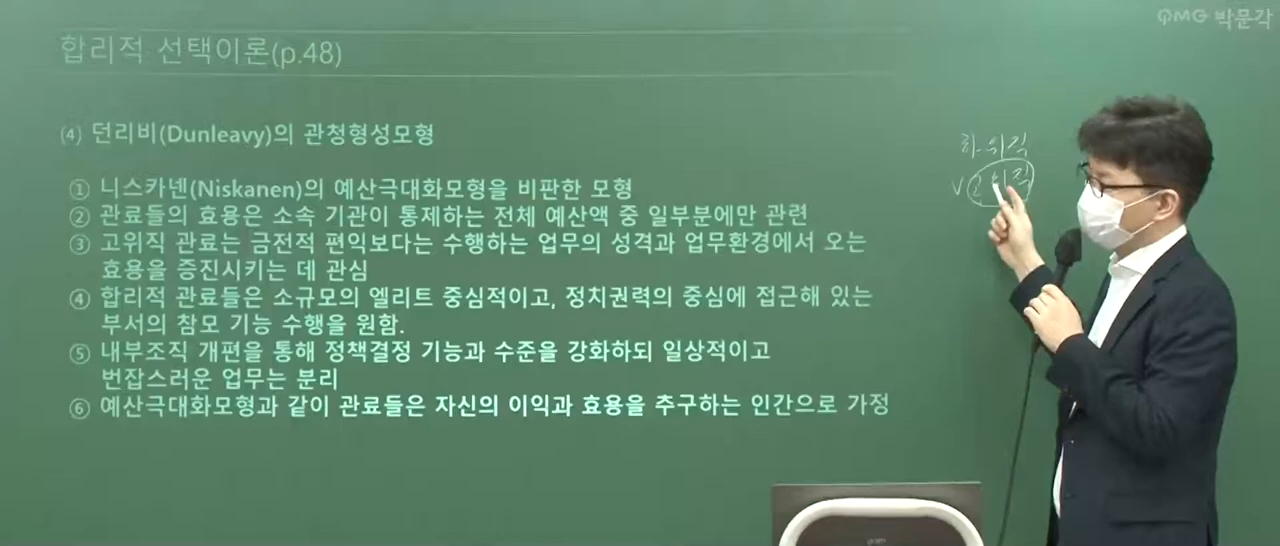 PMG 박문각
합리적 선택이론(p.48)
(4) 던리비(Dunleavy)의 관청형성모형
① 니스카넨(Niskanen)의 예산극대화모형을 비판한 모형
② 관료들의 효용은 소속 기관이 통제하는 전체 예산액 중 일부분에만 관련
③ 고위직 관료는 금전적 편익보다는 수행하는 업무의 성격과 업무환경에서 오는
효용을 증진시키는 데 관심
④ 합리적 관료들은 소규모의 엘리트 중심적이고, 정치권력의 중심에 접근해 있는
부서의 참모 기능 수행을 원함.
⑤ 내부조직 개편을 통해 정책결정 기능과 수준을 강화하되 일상적이고
번잡스러운 업무는 분리
⑥ 예산극대화모형과 같이 관료들은 자신의 이익과 효용을 추구하는 인간으로 가정
하위직